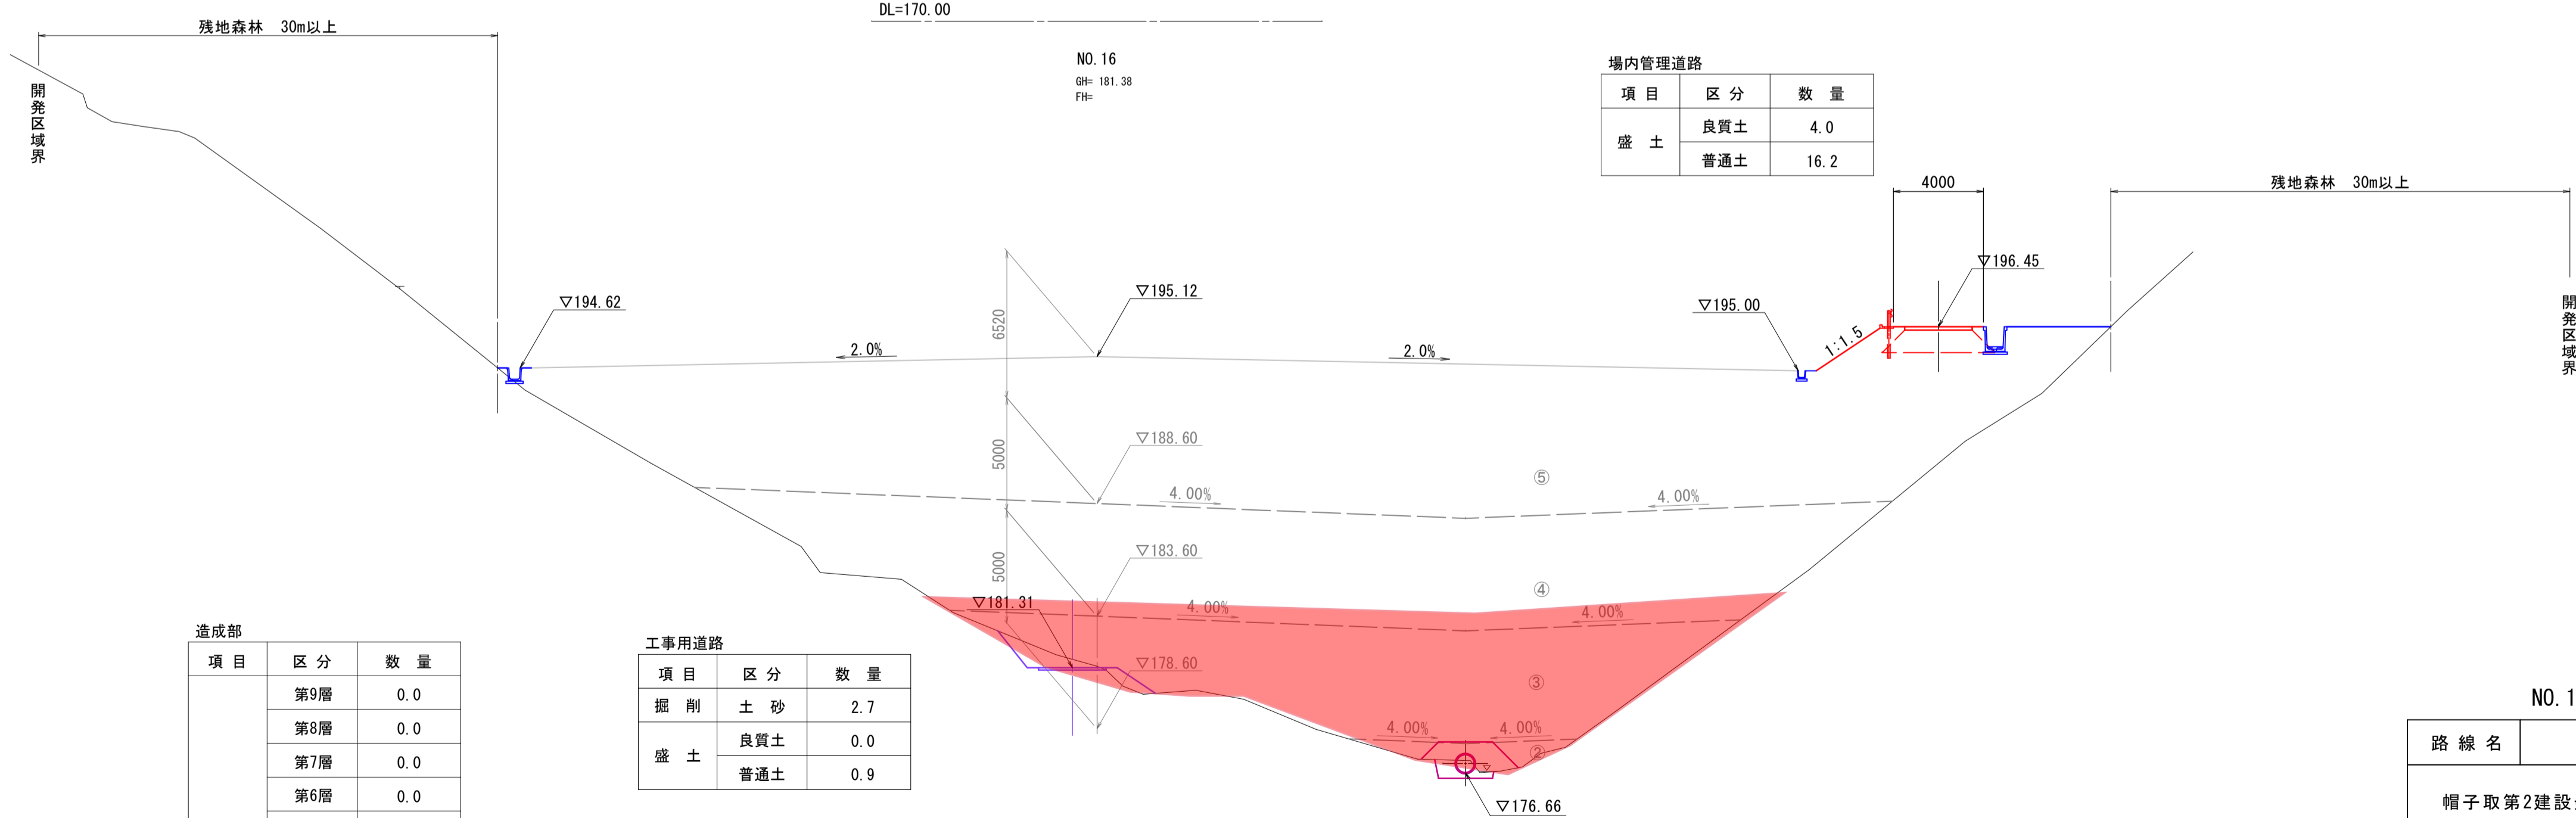 DL=170.00
残地森林　30m以上
開発区域界
NO.16
GH= 181.38
FH=
場内管理道路
項 目　区 分　数 量
盛 土　良質土　4.0
普通土　16.2
4000
残地森林　30m以上
開発区域界
▽196.45
▽194.62
6520
▽195.12
▽195.00
1:1.5
2.0%
2.0%
5000
▽188.60
⑤
4.00%
4.00%
5000
▽183.60
④
▽181.31
4.00%
4.00%
▽178.60
③
4.00%
4.00%
②
▽176.66
造成部
項 目　区 分　数 量
第9層　0.0
第8層　0.0
第7層　0.0
第6層　0.0
工事用道路
項 目　区 分　数 量
掘 削　土 砂　2.7
盛 土　良質土　0.0
普通土　0.9
NO.1
路 線 名
帽子取第2建設